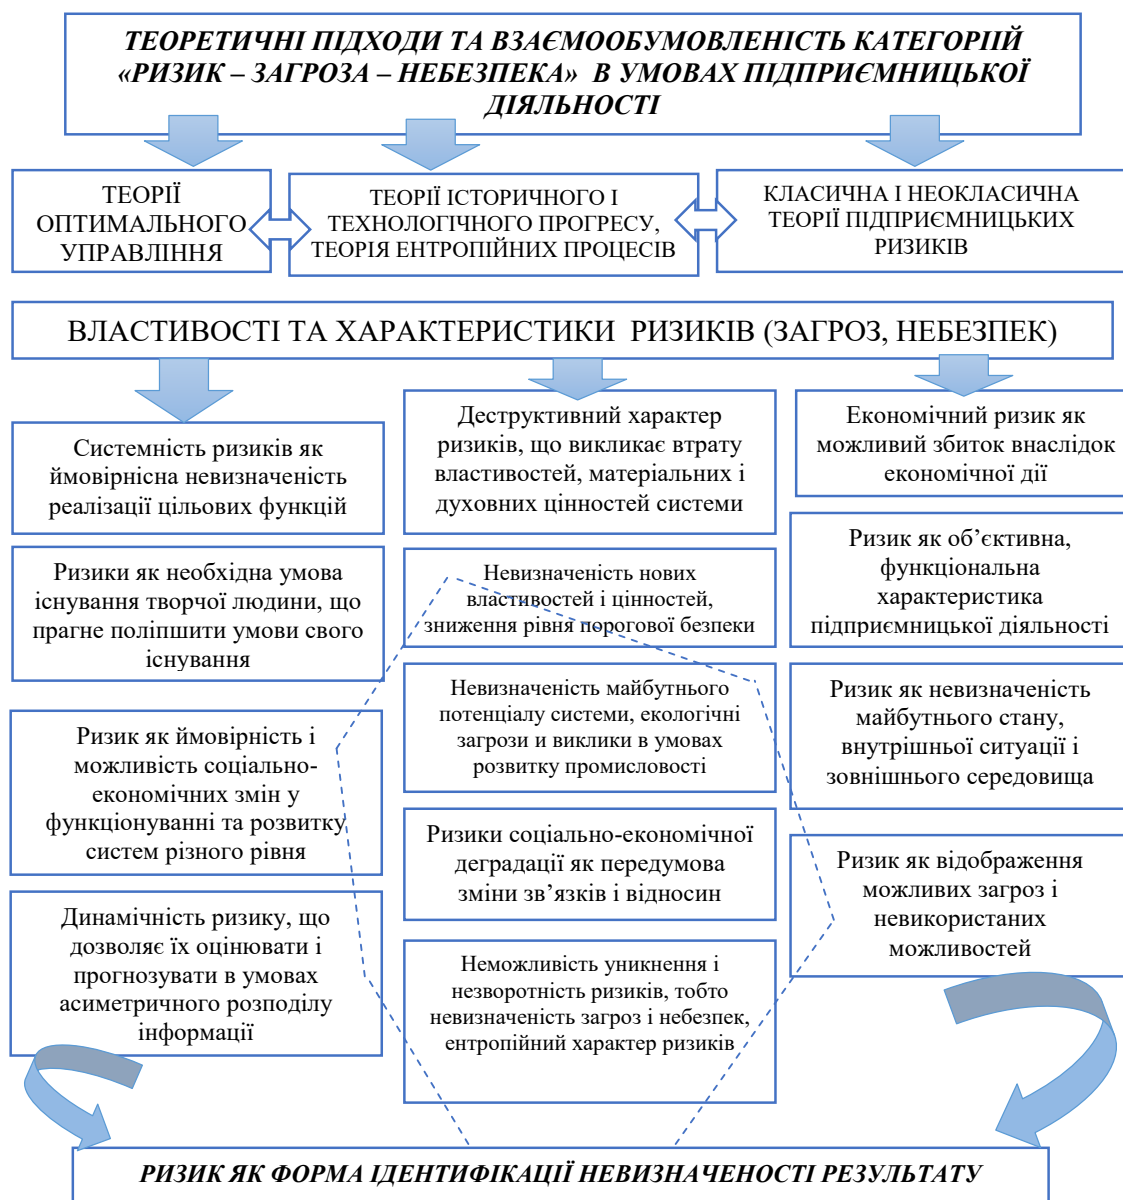 ТЕОРЕТИЧНІ ПІДХОДИ ТА ВЗАЄМООБУМОВЛЕНІСТЬ КАТЕГОРІІЙ
«РИЗИК – ЗАГРОЗА – НЕБЕЗПЕКА» В УМОВАХ ПІДПРИЄМНИЦЬКОЇ
ДІЯЛЬНОСТІ
ТЕОРІЇ
ОПТИМАЛЬНОГО
УПРАВЛІННЯ
ТЕОРІЇ ІСТОРИЧНОГО І
ТЕХНОЛОГІЧНОГО ПРОГРЕСУ,
ТЕОРІЯ ЕНТРОПІЙНИХ ПРОЦЕСІВ
КЛАСИЧНА І НЕОКЛАСИЧНА
ТЕОРІЇ ПІДПРИЄМНИЦЬКИХ
РИЗИКІВ
ВЛАСТИВОСТІ ТА ХАРАКТЕРИСТИКИ РИЗИКІВ (ЗАГРОЗ, НЕБЕЗПЕК)
Системність ризиків як
ймовірнісна невизначеність
реалізації цільових функцій
Ризики як необхідна умова
існування творчої людини, що
прагне поліпшити умови свого
існування
Ризик як ймовірність і
можливість соціально-
економічних змін у
функціонуванні та розвитку
систем різного рівня
Динамічність ризику, що
дозволяє їх оцінювати і
прогнозувати в умовах
асиметричного розподілу
інформації
Деструктивний характер
ризиків, що викликає втрату
властивостей, матеріальних і
духовних цінностей системи
Невизначеність нових
властивостей і цінностей,
зниження рівня порогової безпеки
Невизначеність майбутнього
потенціалу системи, екологічні
загрози и виклики в умовах
розвитку промисловості
Ризики соціально-економічної
деградації як передумова
зміни зв’язків і відносин
Неможливість уникнення і
незворотність ризиків, тобто
невизначеність загроз і небезпек,
ентропійний характер ризиків
Економічний ризик як
можливий збиток внаслідок
економічної дії
Ризик як об’єктивна,
функціональна
характеристика
підприємницької діяльності
Ризик як невизначеність
майбутнього стану,
внутрішньої ситуації і
зовнішнього середовища
Ризик як відображення
можливих загроз і
невикористаних
можливостей
РИЗИК ЯК ФОРМА ІДЕНТИФІКАЦІЇ НЕВИЗНАЧЕНОСТІ РЕЗУЛЬТАТУ